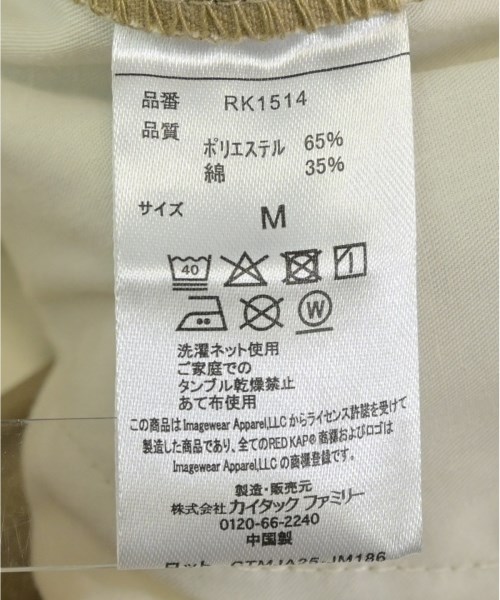 品番 RK1514
品質 ポリエステル 65%
綿 35%
サイズ M
40
W
洗濯ネット使用
ご家庭での
タンブル乾燥禁止
あて布使用
この商品はImagewear Apparel,LLCからライセンス許諾を受けて
製造した商品であり、全てのRED KAP® 商標およびロゴは
Imagewear Apparel,LLCの商標登録です。
製造・販売元
株式会社 カイタック ファミリー
0120-66-2240
中国製